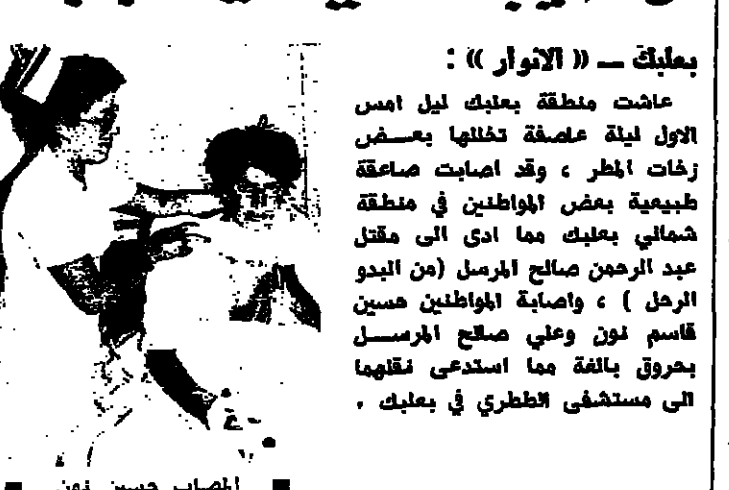 بعلبك — « الانوار » :
عاشت منطقة بعلبك ليل امس
الاول ليلة عاصفة تخللها بعـــض
زخات المطر ، وقد اصابت صاعقة
طبيعية بعض المواطنين في منطقة
شمالي بعلبك مما ادى الى مقتل
عبد الرحمن صالح المرسل (من البدو
الرحل ) ، واصابة المواطنين حسين
قاسم نون وعلي صالح المرســـل
بحروق بالغة مما استدعى نقلهما
الى مستشفى الططري في بعلبك .
■ المصاب حسين نون ■